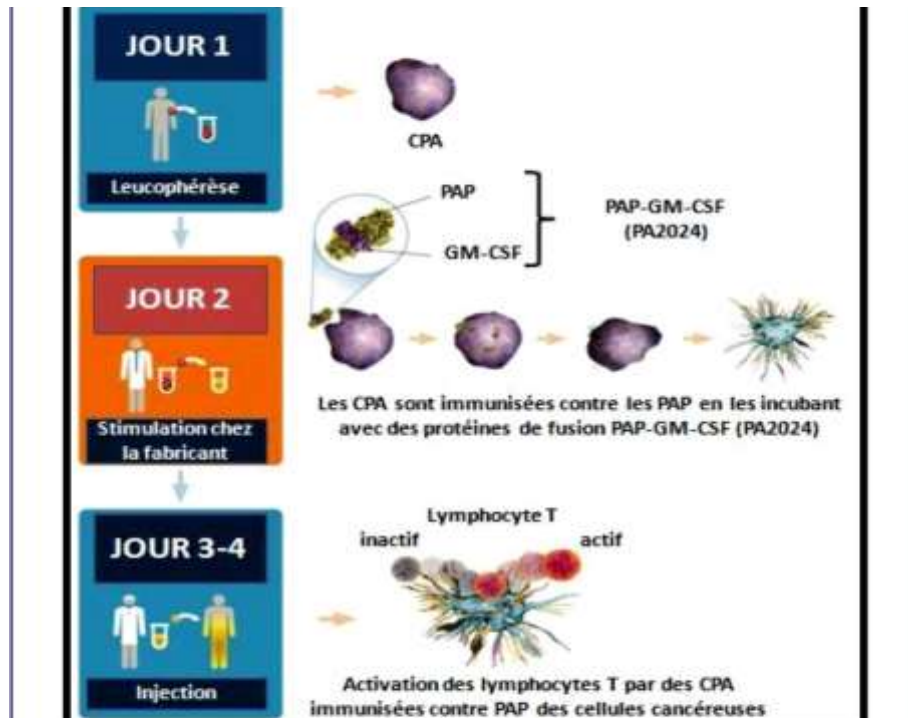 JOUR 1
Leucophérèse
CPA
PAP
GM-CSF
PAP-GM-CSF
(PA2024)
JOUR 2
Stimulation chez
la fabricant
Les CPA sont immunisées contre les PAP en les incubant
avec des protéines de fusion PAP-GM-CSF (PA2024)
JOUR 3-4
Injection
Lymphocyte T
inactif
actif
Activation des lymphocytes T par des CPA
immunisées contre PAP des cellules cancéreuses